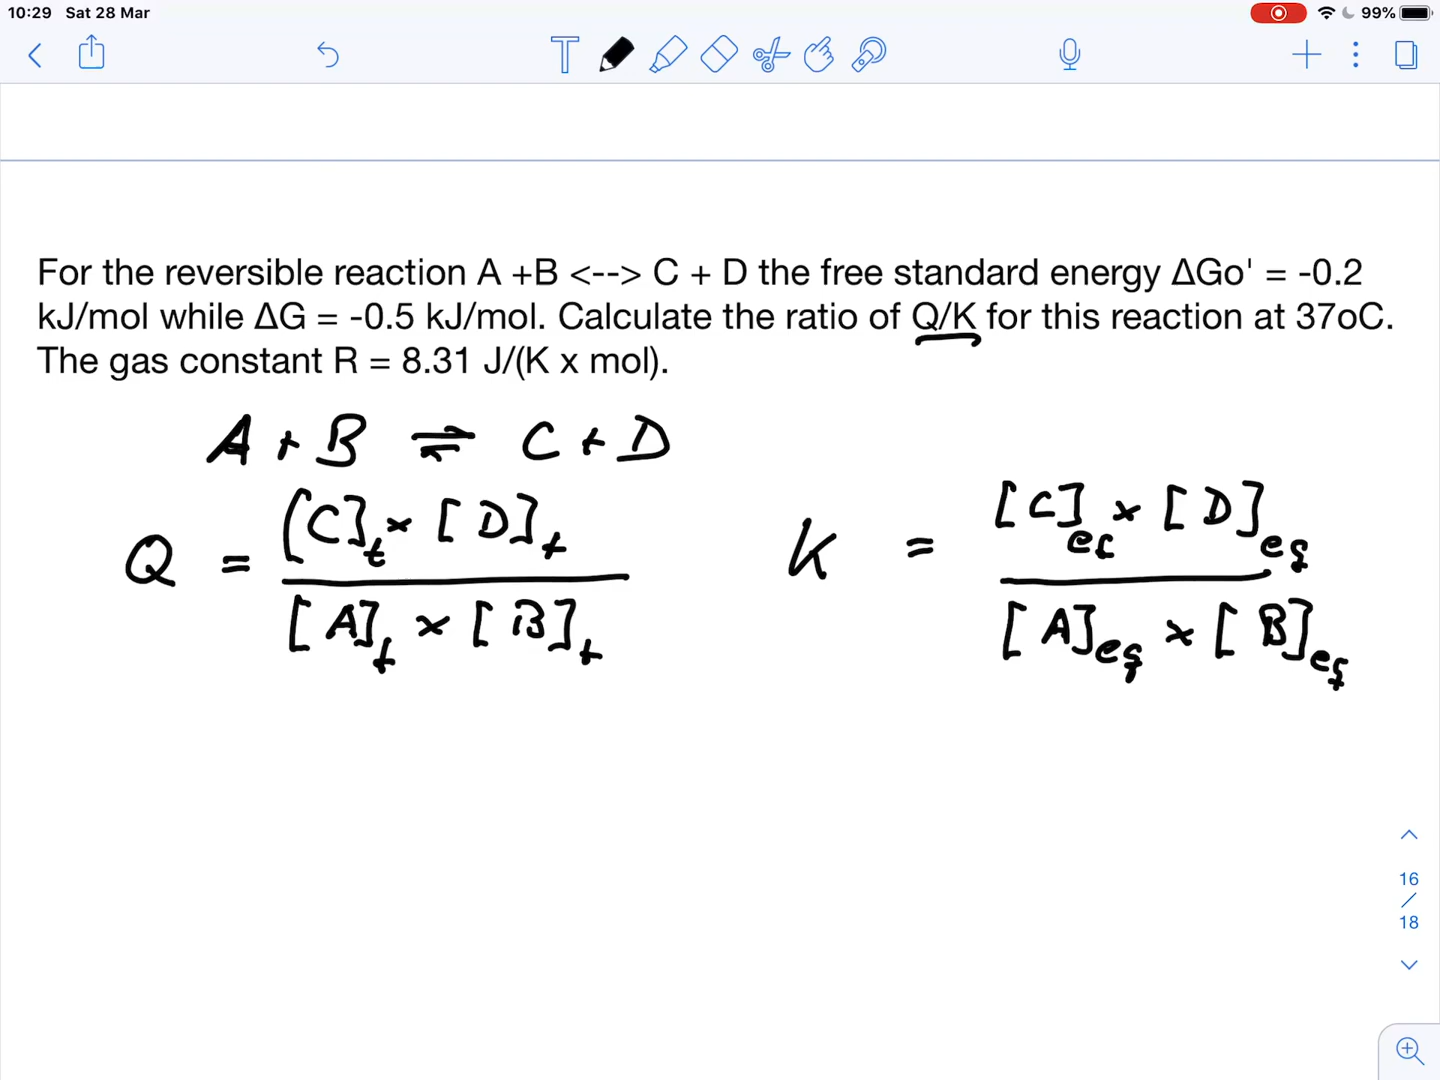 10:29 Sat 28 Mar 99%
For the reversible reaction A +B <--> C + D the free standard energy ΔGo' = -0.2
kJ/mol while ΔG = -0.5 kJ/mol. Calculate the ratio of Q/K for this reaction at 37oC.
The gas constant R = 8.31 J/(K x mol).
A + B ⇌ C + D
Q = [C]t x [D]t / [A]t x [B]t
K = [C]eq x [D]eq / [A]eq x [B]eq
16
/
18